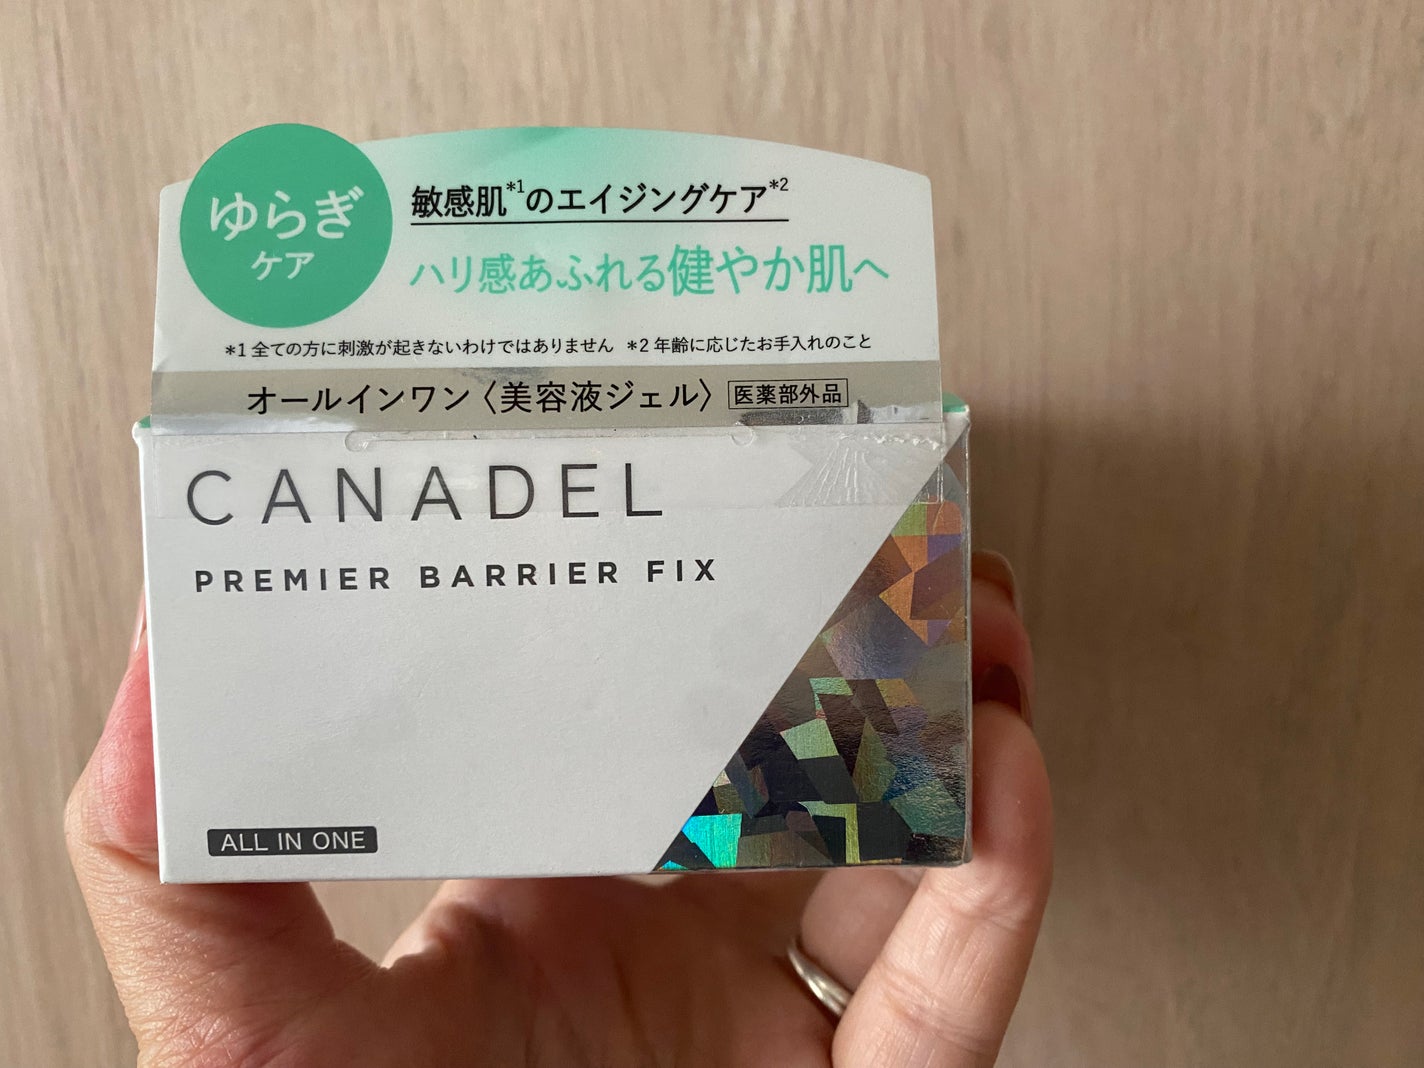 ゆらぎ
ケア
敏感肌*1のエイジングケア*2
ハリ感あふれる健やか肌へ
*1 全ての方に刺激が起きないわけではありません *2 年齢に応じたお手入れのこと
オールインワン〈美容液ジェル〉 医薬部外品
CANADEL
PREMIER BARRIER FIX
ALL IN ONE